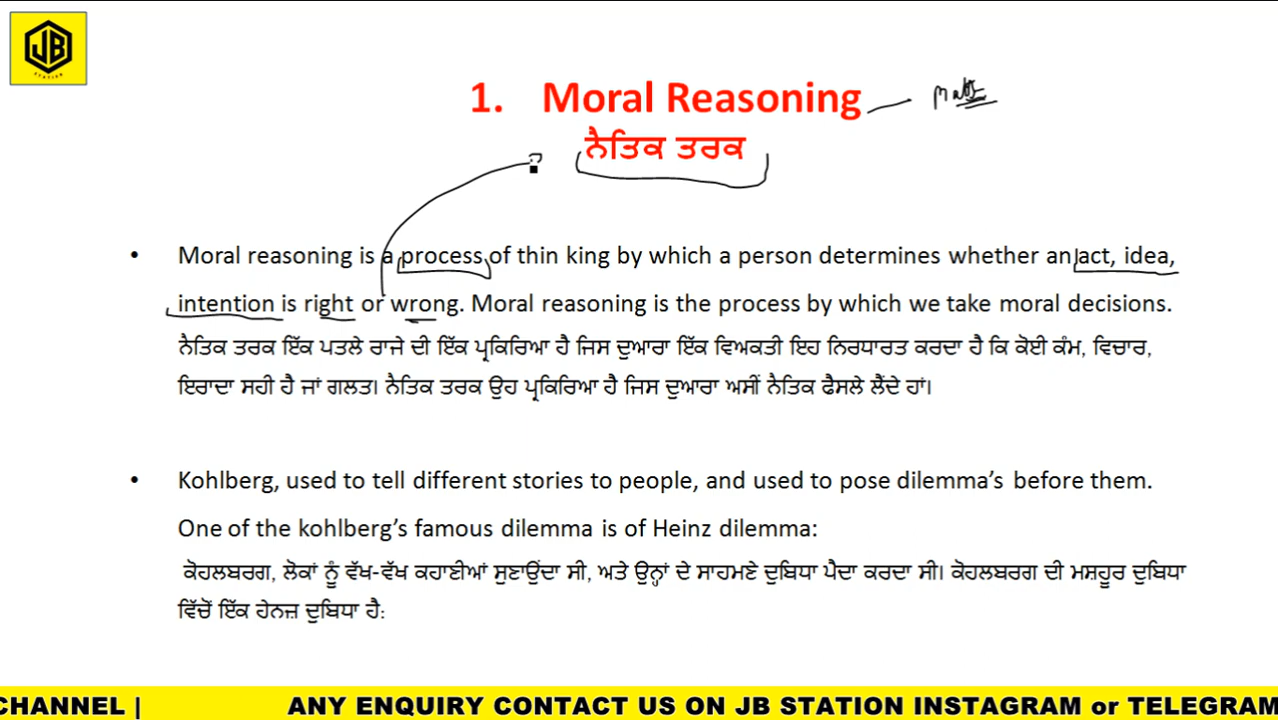 JB
STATION
1. Moral Reasoning
ਨੈਤਿਕ ਤਰਕ
• Moral reasoning is a process of thin king by which a person determines whether an act, idea,
intention is right or wrong. Moral reasoning is the process by which we take moral decisions.
ਨੈਤਿਕ ਤਰਕ ਇੱਕ ਪਤਲੇ ਰਾਜੇ ਦੀ ਇੱਕ ਪ੍ਰਕਿਰਿਆ ਹੈ ਜਿਸ ਦੁਆਰਾ ਇੱਕ ਵਿਅਕਤੀ ਇਹ ਨਿਰਧਾਰਤ ਕਰਦਾ ਹੈ ਕਿ ਕੋਈ ਕੰਮ, ਵਿਚਾਰ,
ਇਰਾਦਾ ਸਹੀ ਹੈ ਜਾਂ ਗਲਤ। ਨੈਤਿਕ ਤਰਕ ਉਹ ਪ੍ਰਕਿਰਿਆ ਹੈ ਜਿਸ ਦੁਆਰਾ ਅਸੀਂ ਨੈਤਿਕ ਫੈਸਲੇ ਲੈਂਦੇ ਹਾਂ।
• Kohlberg, used to tell different stories to people, and used to pose dilemma’s before them.
One of the kohlberg’s famous dilemma is of Heinz dilemma:
ਕੋਹਲਬਰਗ, ਲੋਕਾਂ ਨੂੰ ਵੱਖ-ਵੱਖ ਕਹਾਣੀਆਂ ਸੁਣਾਉਂਦਾ ਸੀ, ਅਤੇ ਉਨ੍ਹਾਂ ਦੇ ਸਾਹਮਣੇ ਦੁਬਿਧਾ ਪੈਦਾ ਕਰਦਾ ਸੀ। ਕੋਹਲਬਰਗ ਦੀ ਮਸ਼ਹੂਰ ਦੁਬਿਧਾ
ਵਿੱਚੋਂ ਇੱਕ ਹੇਨਜ਼ ਦੁਬਿਧਾ ਹੈ:
CHANNEL | ANY ENQUIRY CONTACT US ON JB STATION INSTAGRAM or TELEGRAM